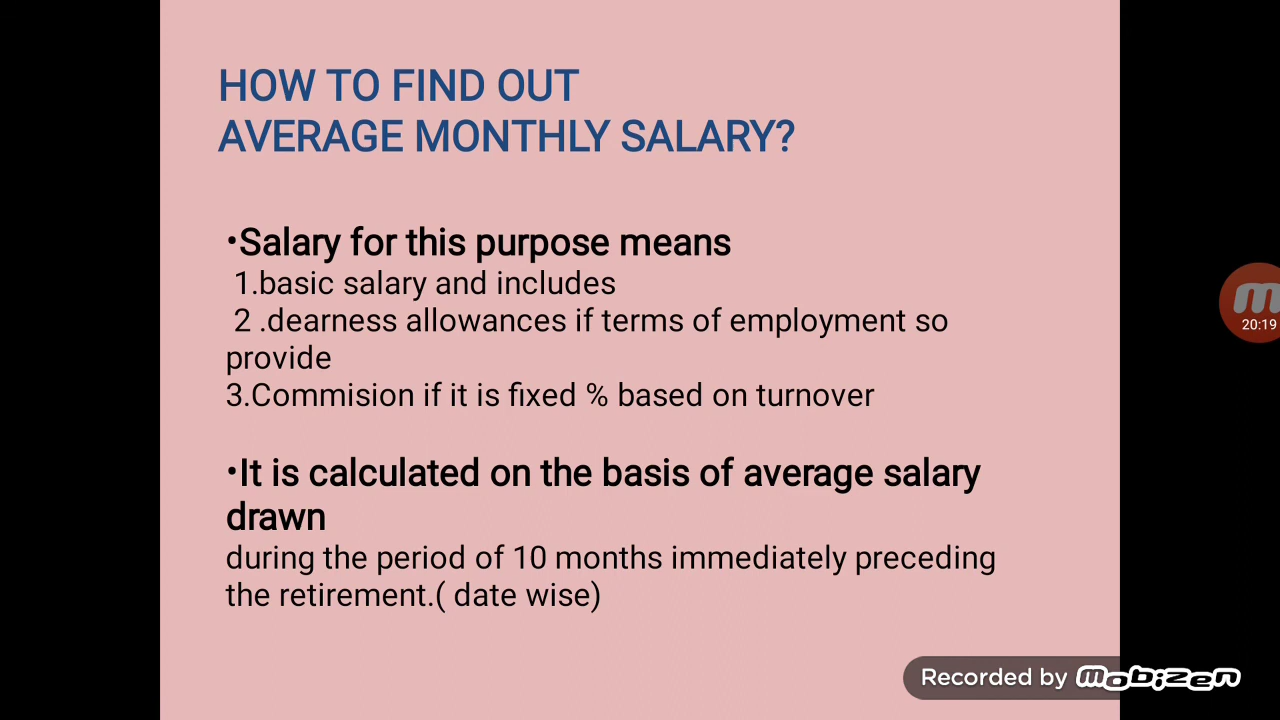 HOW TO FIND OUT
AVERAGE MONTHLY SALARY?
•Salary for this purpose means
1.basic salary and includes
2 .dearness allowances if terms of employment so
provide
3.Commision if it is fixed % based on turnover
•It is calculated on the basis of average salary
drawn
during the period of 10 months immediately preceding
the retirement.( date wise)
20:19
Recorded by mobizen